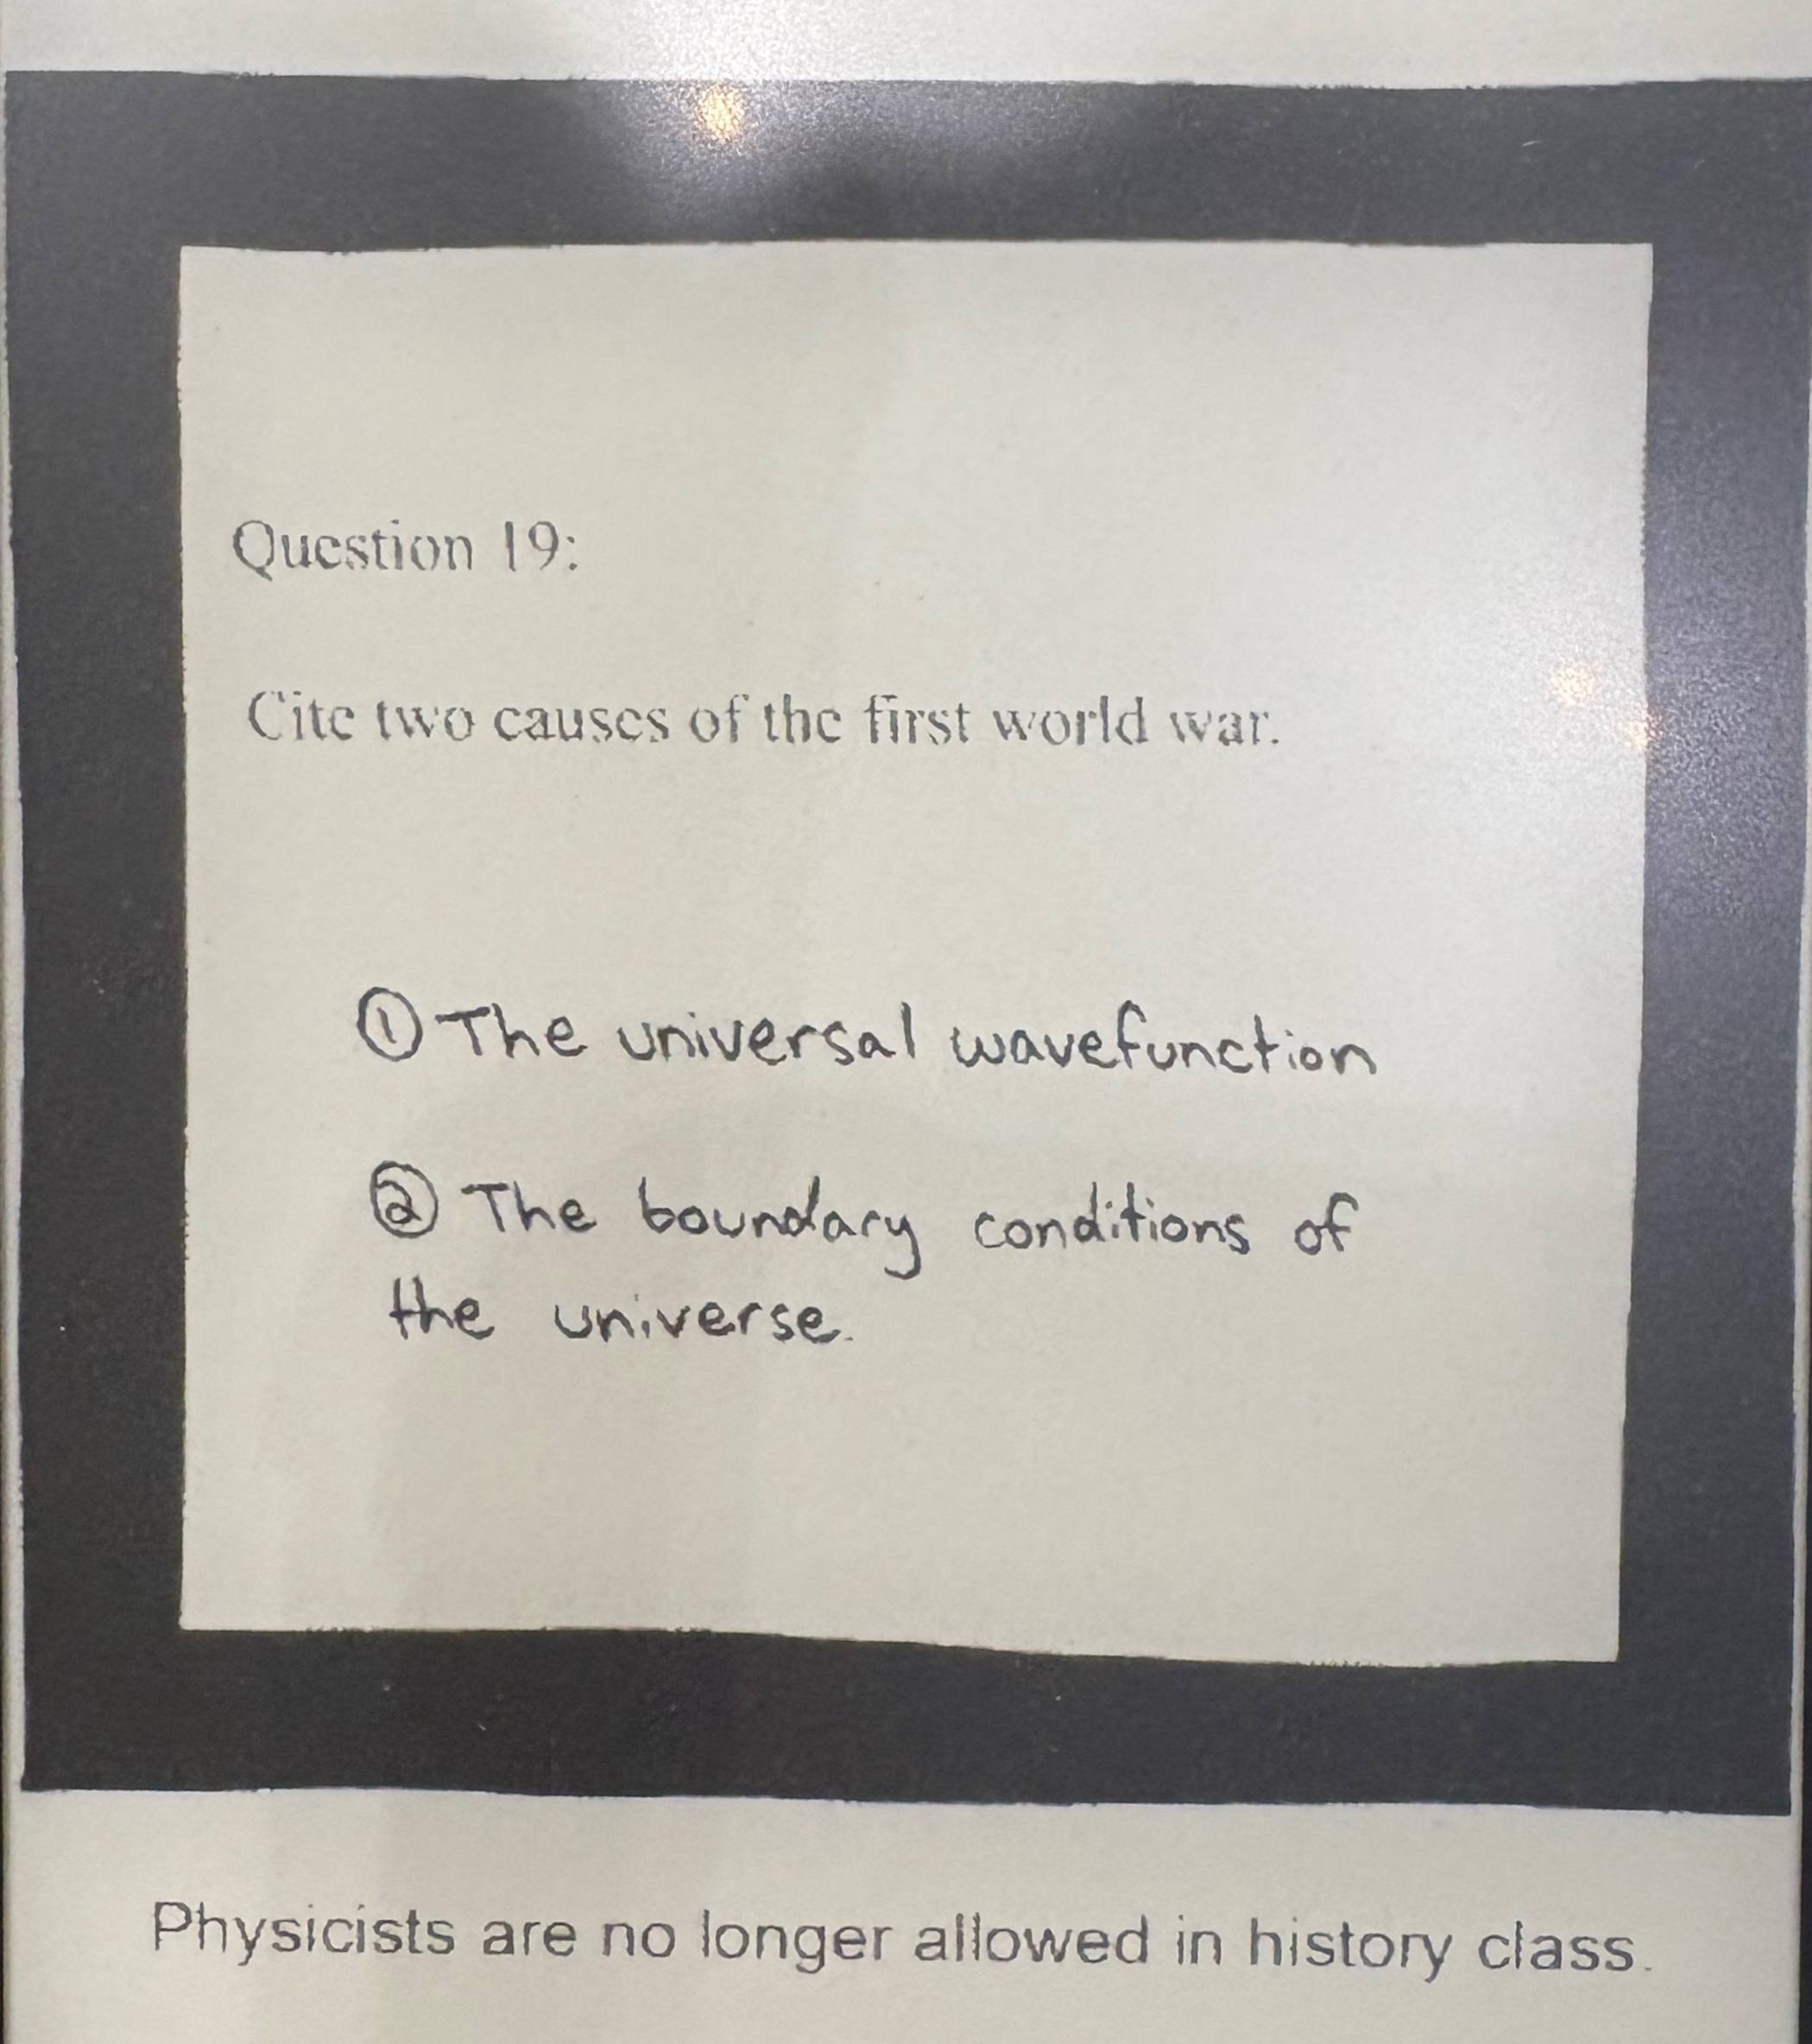 Question 19:
Cite two causes of the first world war.
① The universal wavefunction
② The boundary conditions of
the universe.
Physicists are no longer allowed in history class.